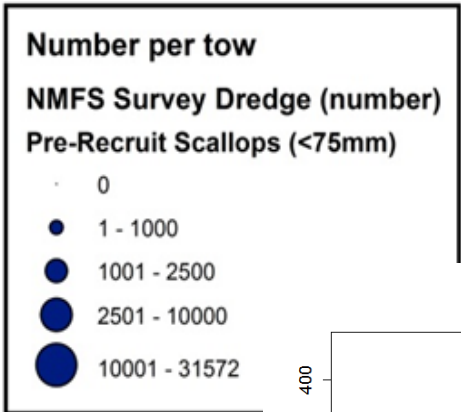 Number per tow
NMFS Survey Dredge (number)
Pre-Recruit Scallops (<75mm)
0
1 - 1000
1001 - 2500
2501 - 10000
10001 - 31572
400